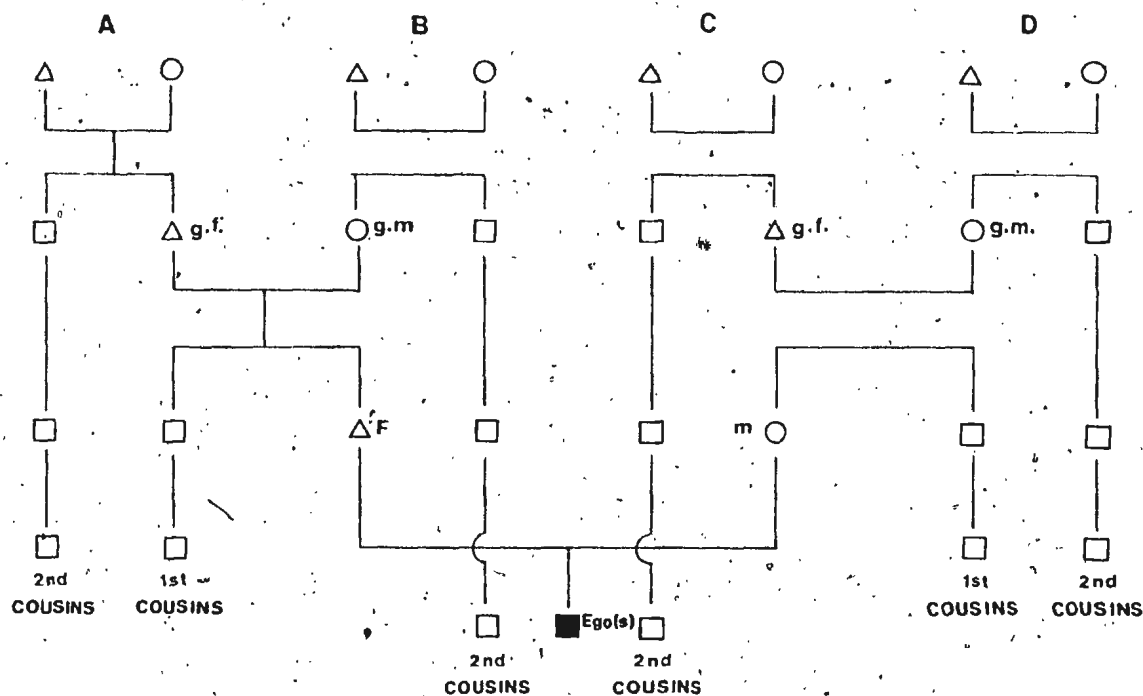 A B C D
g.f. g.m g.f. g.m.
F m
2nd 1st 1st 2nd
COUSINS COUSINS COUSINS COUSINS
Ego(s)
2nd 2nd
COUSINS COUSINS